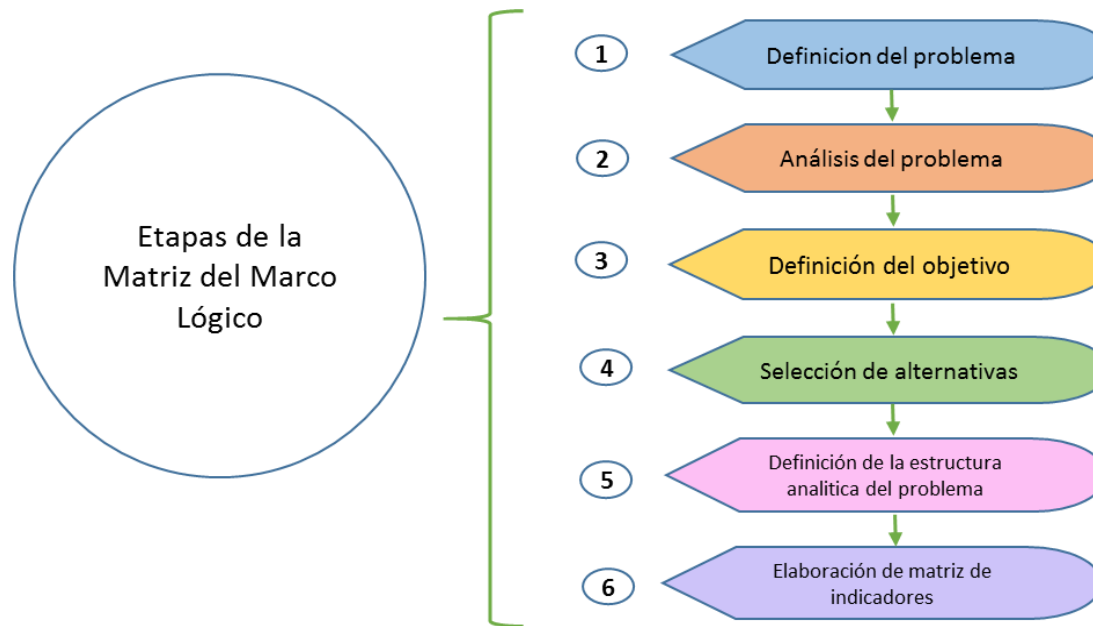 Etapas de la
Matriz del Marco
Lógico
1
Definicion del problema
2
Análisis del problema
3
Definición del objetivo
4
Selección de alternativas
5
Definición de la estructura
analitica del problema
6
Elaboración de matriz de
indicadores